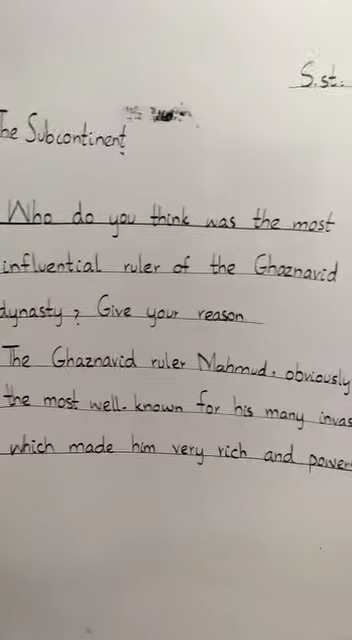 S.st.
The Subcontinent
Who do you think was the most
influential ruler of the Ghaznavid
dynasty? Give your reason
The Ghaznavid ruler Mahmud. obviously
the most well-known for his many invas
which made him very rich and power